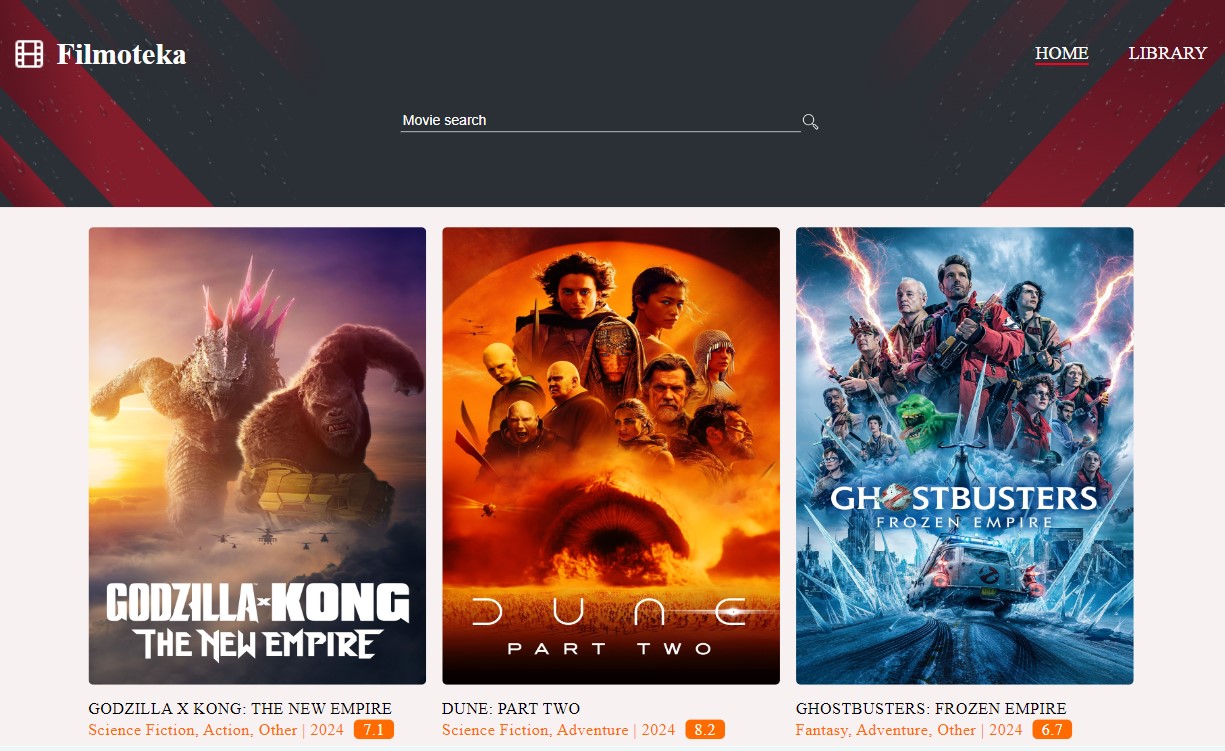 Filmoteka
HOME LIBRARY
Movie search
GODZILLA x KONG
THE NEW EMPIRE
DUNE
PART TWO
GHOSTBUSTERS
FROZEN EMPIRE
GODZILLA X KONG: THE NEW EMPIRE
Science Fiction, Action, Other | 2024 7.1
DUNE: PART TWO
Science Fiction, Adventure | 2024 8.2
GHOSTBUSTERS: FROZEN EMPIRE
Fantasy, Adventure, Other | 2024 6.7